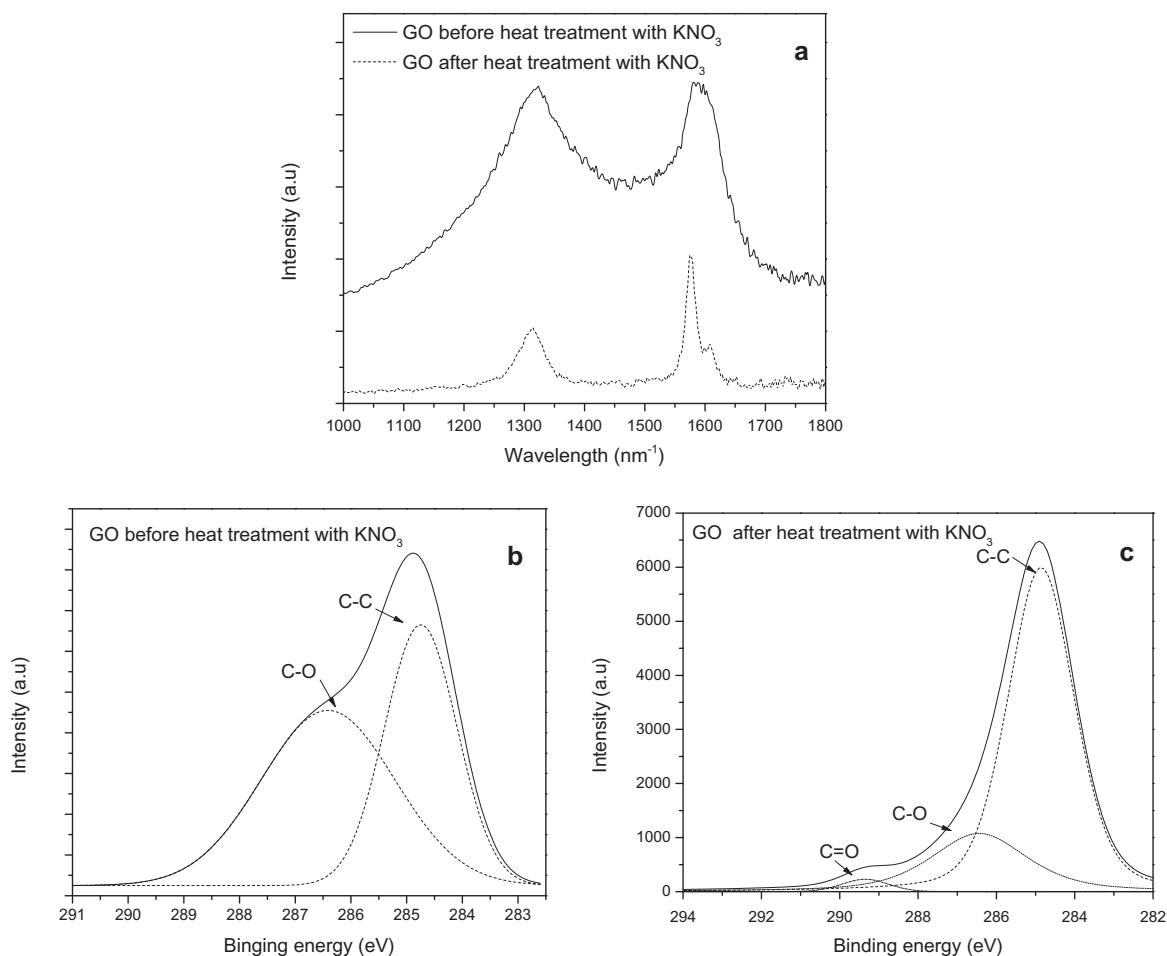 GO before heat treatment with KNO3
GO after heat treatment with KNO3
a
Intensity (a.u)
1000 1100 1200 1300 1400 1500 1600 1700 1800
Wavelength (nm-1)
GO before heat treatment with KNO3
b
C-C
C-O
Intensity (a.u)
291 290 289 288 287 286 285 284 283
Binging energy (eV)
7000
GO after heat treatment with KNO3
c
C-C
6000
5000
4000
3000
2000
1000
0
C-O
C=O
Intensity (a.u)
294 292 290 288 286 284 282
Binding energy (eV)